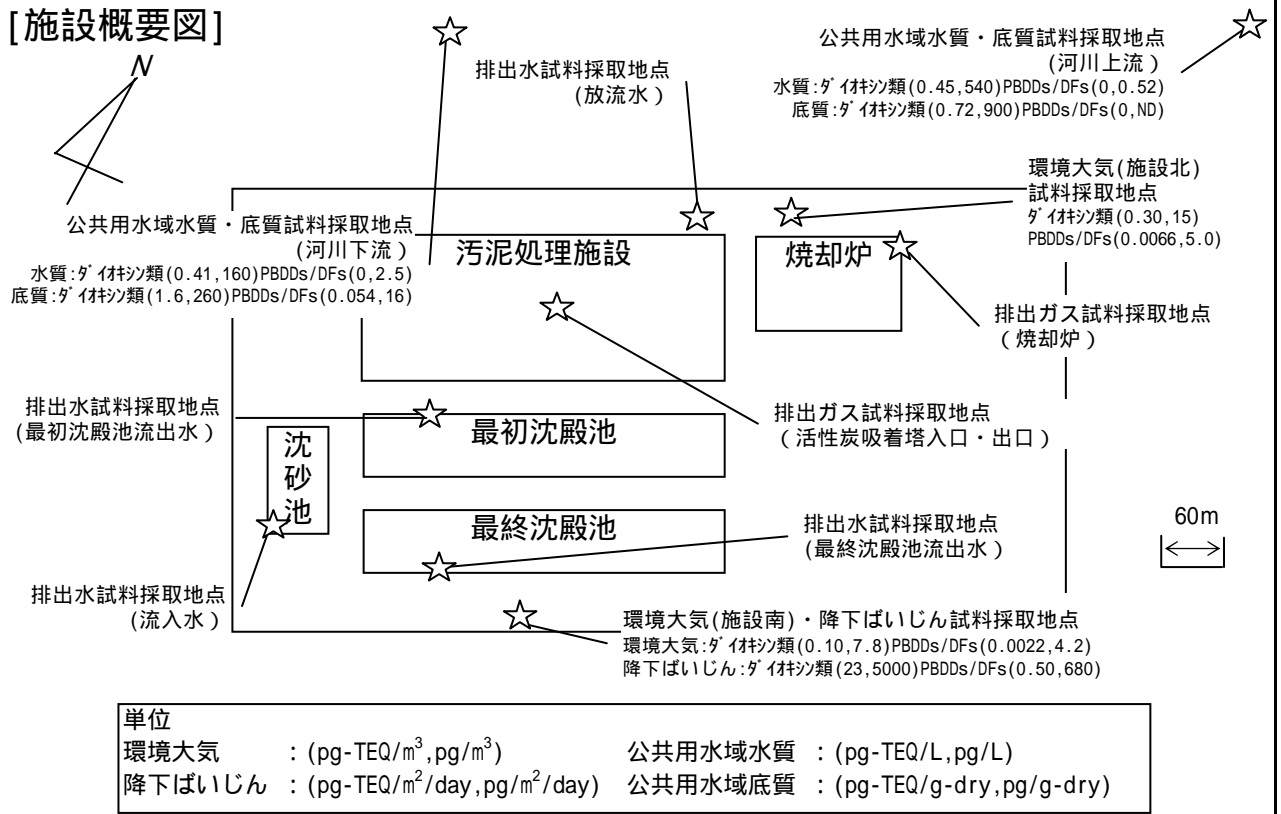 [施設概要図]
N
排出水試料採取地点
(放流水)
公共用水域水質・底質試料採取地点
(河川上流)
水質:ﾀﾞｲｵｷｼﾝ類(0.45,540)PBDDs/DFs(0,0.52)
底質:ﾀﾞｲｵｷｼﾝ類(0.72,900)PBDDs/DFs(0,ND)
環境大気(施設北)
試料採取地点
ﾀﾞｲｵｷｼﾝ類(0.30,15)
PBDDs/DFs(0.0066,5.0)
公共用水域水質・底質試料採取地点
(河川下流)
水質:ﾀﾞｲｵｷｼﾝ類(0.41,160)PBDDs/DFs(0,2.5)
底質:ﾀﾞｲｵｷｼﾝ類(1.6,260)PBDDs/DFs(0.054,16)
汚泥処理施設
焼却炉
排出ガス試料採取地点
(焼却炉)
排出水試料採取地点
(最初沈殿池流出水)
最初沈殿池
排出ガス試料採取地点
(活性炭吸着塔入口・出口)
沈砂池
最終沈殿池
排出水試料採取地点
(最終沈殿池流出水)
60m
排出水試料採取地点
(流入水)
環境大気(施設南)・降下ばいじん試料採取地点
環境大気:ﾀﾞｲｵｷｼﾝ類(0.10,7.8)PBDDs/DFs(0.0022,4.2)
降下ばいじん:ﾀﾞｲｵｷｼﾝ類(23,5000)PBDDs/DFs(0.50,680)
単位
環境大気 :(pg-TEQ/m³,pg/m³) 公共用水域水質 :(pg-TEQ/L,pg/L)
降下ばいじん :(pg-TEQ/m²/day,pg/m²/day) 公共用水域底質 :(pg-TEQ/g-dry,pg/g-dry)